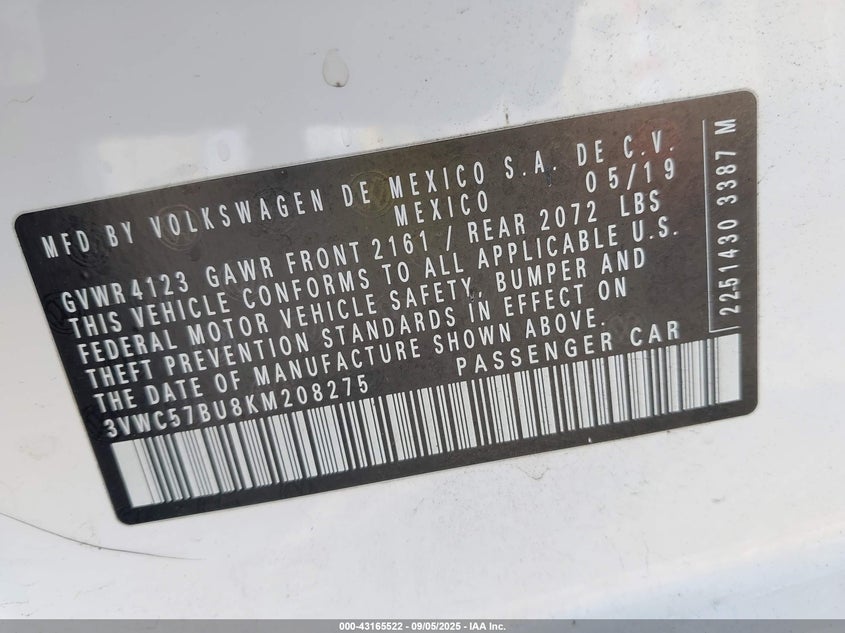 MFD BY VOLKSWAGEN DE MEXICO S.A. DE C.V.
MEXICO 05/19
GVWR4123 GAWR FRONT 2161 / REAR 2072 LBS
THIS VEHICLE CONFORMS TO ALL APPLICABLE U.S.
FEDERAL MOTOR VEHICLE SAFETY, BUMPER AND
THEFT PREVENTION STANDARDS IN EFFECT ON
THE DATE OF MANUFACTURE SHOWN ABOVE.
3VWC57BU8KM208275 PASSENGER CAR
2251430 3387 M
000-43165522 - 09/05/2025 - IAA Inc.